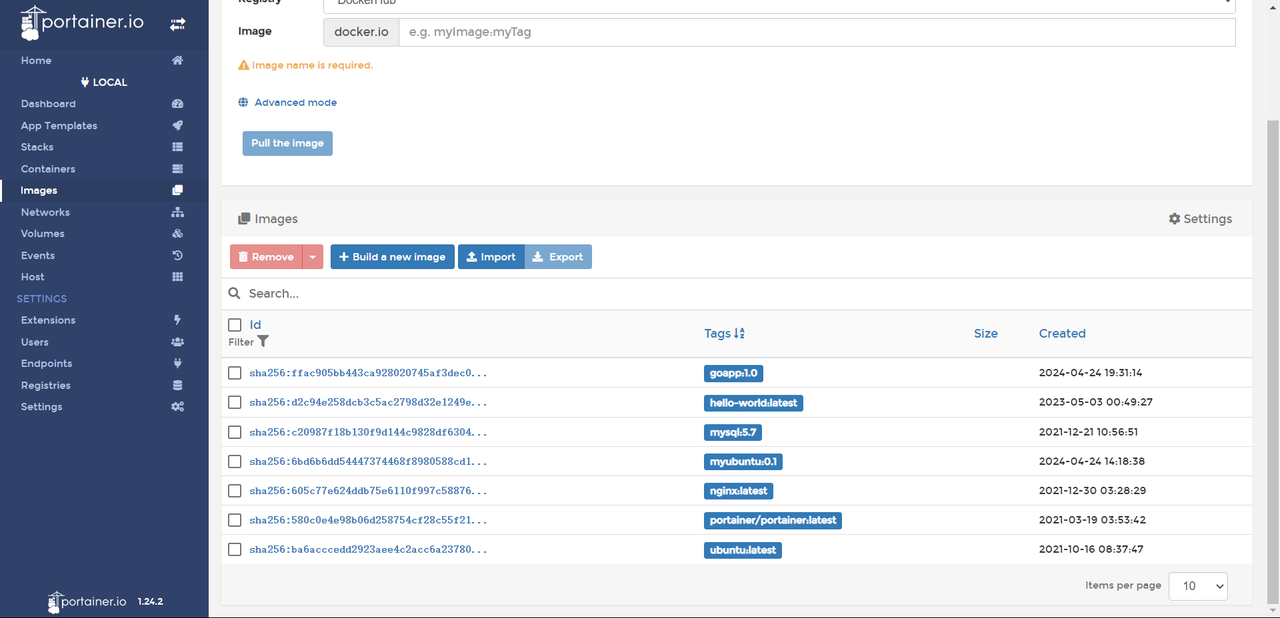 portainer.io
Home
LOCAL
Dashboard
App Templates
Stacks
Containers
Images
Networks
Volumes
Events
Host
SETTINGS
Extensions
Users
Endpoints
Registries
Settings
portainer.io 1.24.2
Registry DockerHub
Image docker.io e.g. myImage:myTag
Image name is required.
Advanced mode
Pull the image
Images Settings
Remove Build a new image Import Export
Search...
Id Tags Size Created
Filter
sha256:ffac905bb443ca928020745af3dec0... goapp:1.0 2024-04-24 19:31:14
sha256:d2c94e258dcb3c5ac2798d32e1249e... hello-world:latest 2023-05-03 00:49:27
sha256:c20987f18b130f9d144c9828df6304... mysql:5.7 2021-12-21 10:56:51
sha256:6bd6b6dd54447374468f8980588cd1... myubuntu:0.1 2024-04-24 14:18:38
sha256:605c77e624ddb75e6110f997c58876... nginx:latest 2021-12-30 03:28:29
sha256:580c0e4e98b06d258754cf28c55f21... portainer/portainer:latest 2021-03-19 03:53:42
sha256:ba6acccedd2923aee4c2acc6a23780... ubuntu:latest 2021-10-16 08:37:47
Items per page 10